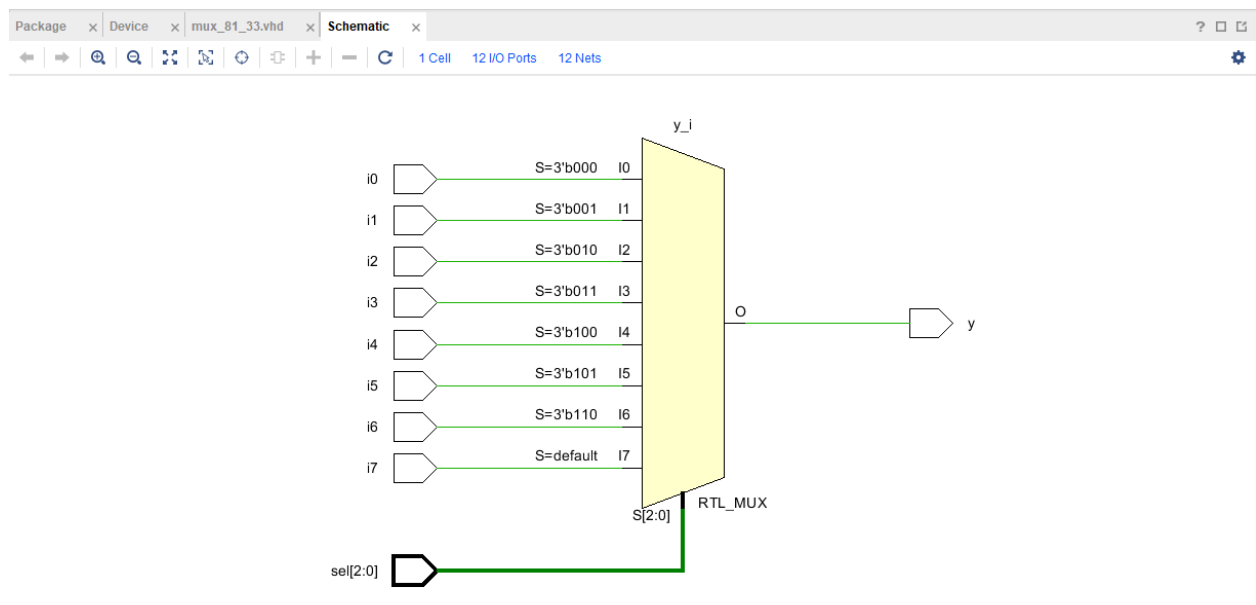 Package × Device × mux_81_33.vhd × Schematic × ?
1 Cell 12 I/O Ports 12 Nets
y_i
i0 S=3'b000 I0
i1 S=3'b001 I1
i2 S=3'b010 I2
i3 S=3'b011 I3
O
y
i4 S=3'b100 I4
i5 S=3'b101 I5
i6 S=3'b110 I6
i7 S=default I7
S[2:0] RTL_MUX
sel[2:0]